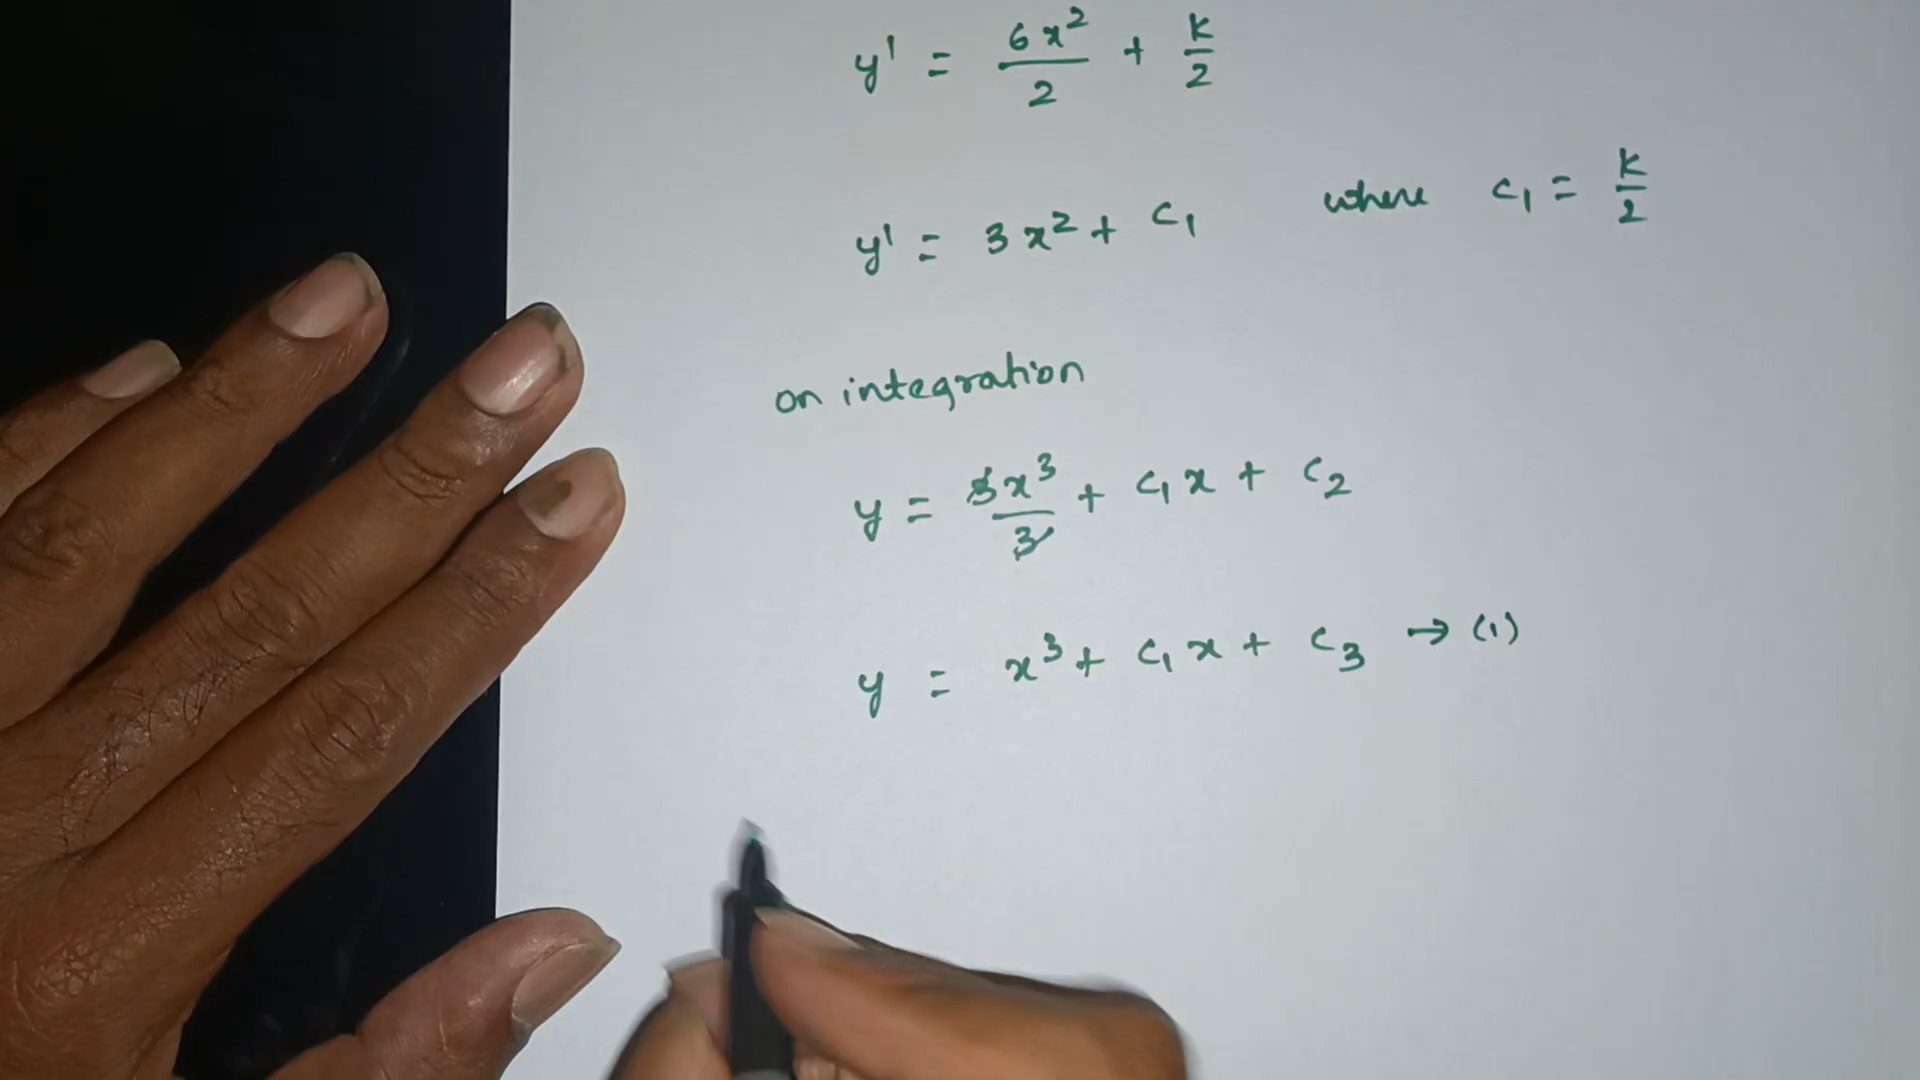 y' = 6x²/2 + k/2
y' = 3x² + c₁ where c₁ = k/2
on integration
y = 3x³/3 + c₁x + c₂
y = x³ + c₁x + c₃ → (1)